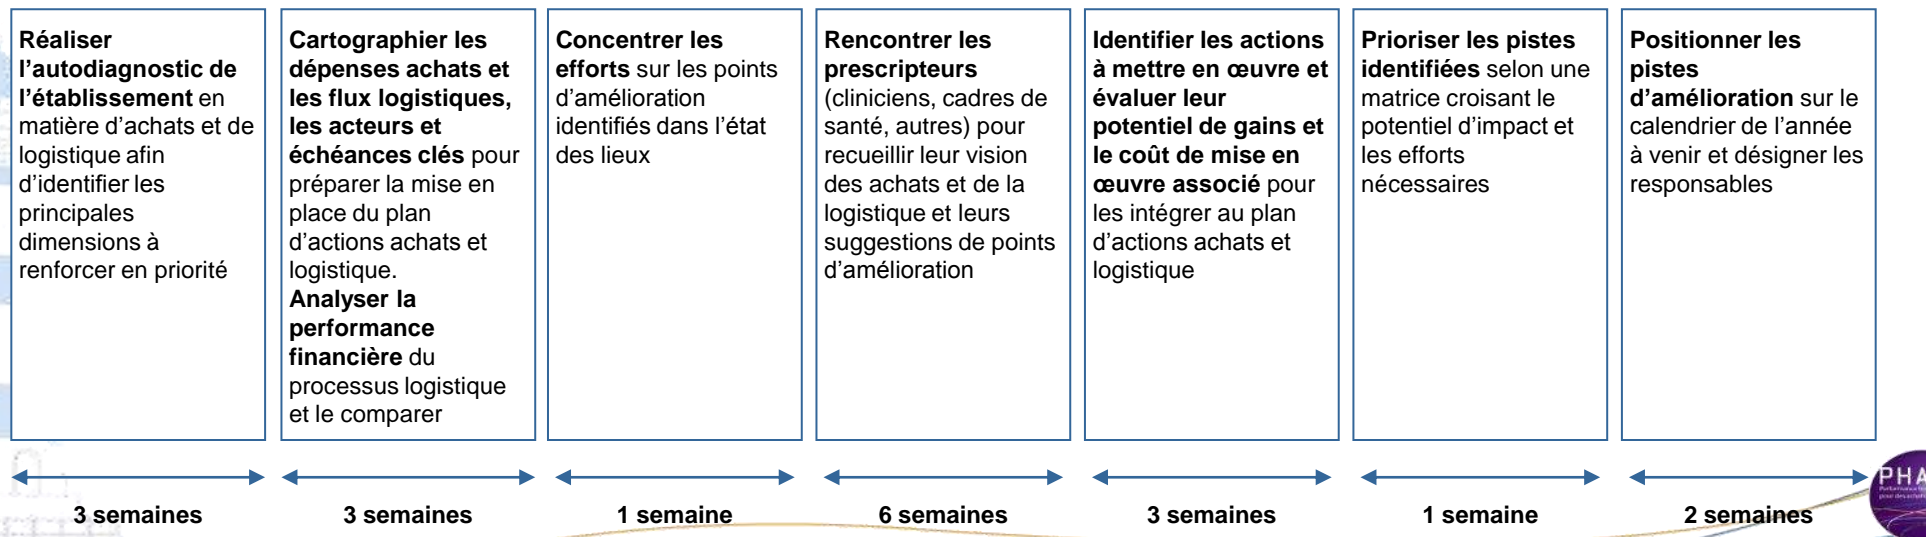 Réaliser
l’autodiagnostic de
l’établissement en
matière d’achats et de
logistique afin
d’identifier les
principales
dimensions à
renforcer en priorité
Cartographier les
dépenses achats et
les flux logistiques,
les acteurs et
échéances clés pour
préparer la mise en
place du plan
d’actions achats et
logistique.
Analyser la
performance
financière du
processus logistique
et le comparer
Concentrer les
efforts sur les points
d’amélioration
identifiés dans l’état
des lieux
Rencontrer les
prescripteurs
(cliniciens, cadres de
santé, autres) pour
recueillir leur vision
des achats et de la
logistique et leurs
suggestions de points
d’amélioration
Identifier les actions
à mettre en œuvre et
évaluer leur
potentiel de gains et
le coût de mise en
œuvre associé pour
les intégrer au plan
d’actions achats et
logistique
Prioriser les pistes
identifiées selon une
matrice croisant le
potentiel d’impact et
les efforts
nécessaires
Positionner les
pistes
d’amélioration sur le
calendrier de l’année
à venir et désigner les
responsables
3 semaines
3 semaines
1 semaine
6 semaines
3 semaines
1 semaine
2 semaines
PHA